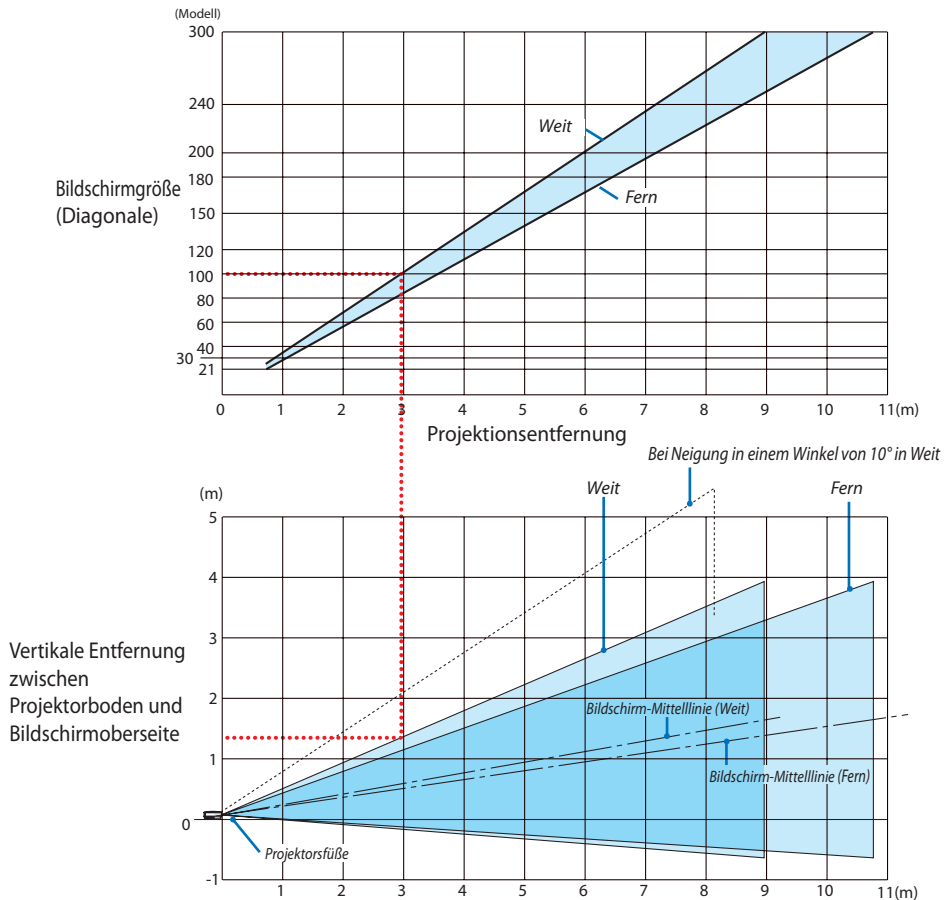 (Modell)
300
240
200
180
150
120
100
80
60
40
30
21
Bildschirmgröße
(Diagonale)
Weit
Fern
0 1 2 3 4 5 6 7 8 9 10 11(m)
Projektionsentfernung
Bei Neigung in einem Winkel von 10° in Weit
Weit
Fern
(m)
5
4
3
2
1
0
-1
Vertikale Entfernung
zwischen
Projektorboden und
Bildschirmoberseite
Bildschirm-Mittelllinie (Weit)
Bildschirm-Mittelllinie (Fern)
Projektorsfüße
1 2 3 4 5 6 7 8 9 10 11(m)